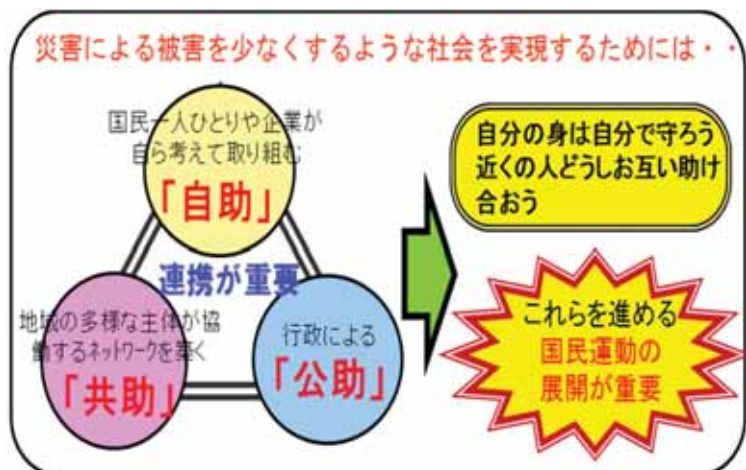 災害による被害を少なくするような社会を実現するためには・・
国民一人ひとりや企業が
自ら考えて取り組む
「自助」
連携が重要
地域の多様な主体が協
働するネットワークを築く
「共助」
行政による
「公助」
自分の身は自分で守ろう
近くの人どうしお互い助け
合おう
これらを進める
国民運動の
展開が重要